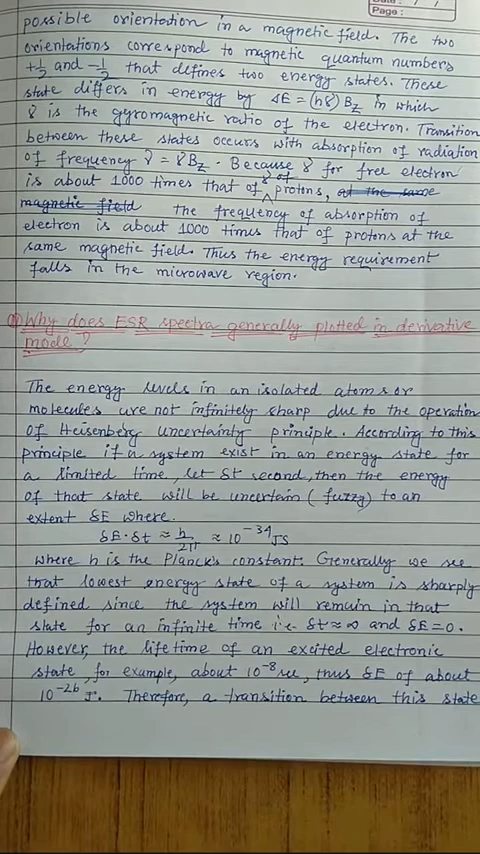 Page :
possible orientation in a magnetic field. The two
orientations correspond to magnetic quantum numbers
+½ and -½ that defines two energy states. These
state differs in energy by ΔE = (hγ) Bz in which
γ is the gyromagnetic ratio of the electron. Transition
between these states occurs with absorption of radiation
of frequency ν = γBz. Because γ for free electron
is about 1000 times that of protons, at the same
magnetic field the frequency of absorption of
electron is about 1000 times that of protons at the
same magnetic field. Thus the energy requirement
falls in the microwave region.
Why does ESR spectra generally plotted in derivative
mode?
The energy levels in an isolated atoms or
molecules are not infinitely sharp due to the operation
of Heisenberg uncertainty principle. According to this
principle if a system exist in an energy state for
a limited time, let δt second, then the energy
of that state will be uncertain (fuzzy) to an
extent δE where.
δE·δt ≈ h/2π ≈ 10⁻³⁴ JS
where h is the Planck's constant. Generally we see
that lowest energy state of a system is sharply
defined since the system will remain in that
state for an infinite time i.e. δt≈∞ and δE=0.
However, the lifetime of an excited electronic
state, for example, about 10⁻⁸ sec, thus δE of about
10⁻²⁶ J. Therefore, a transition between this state